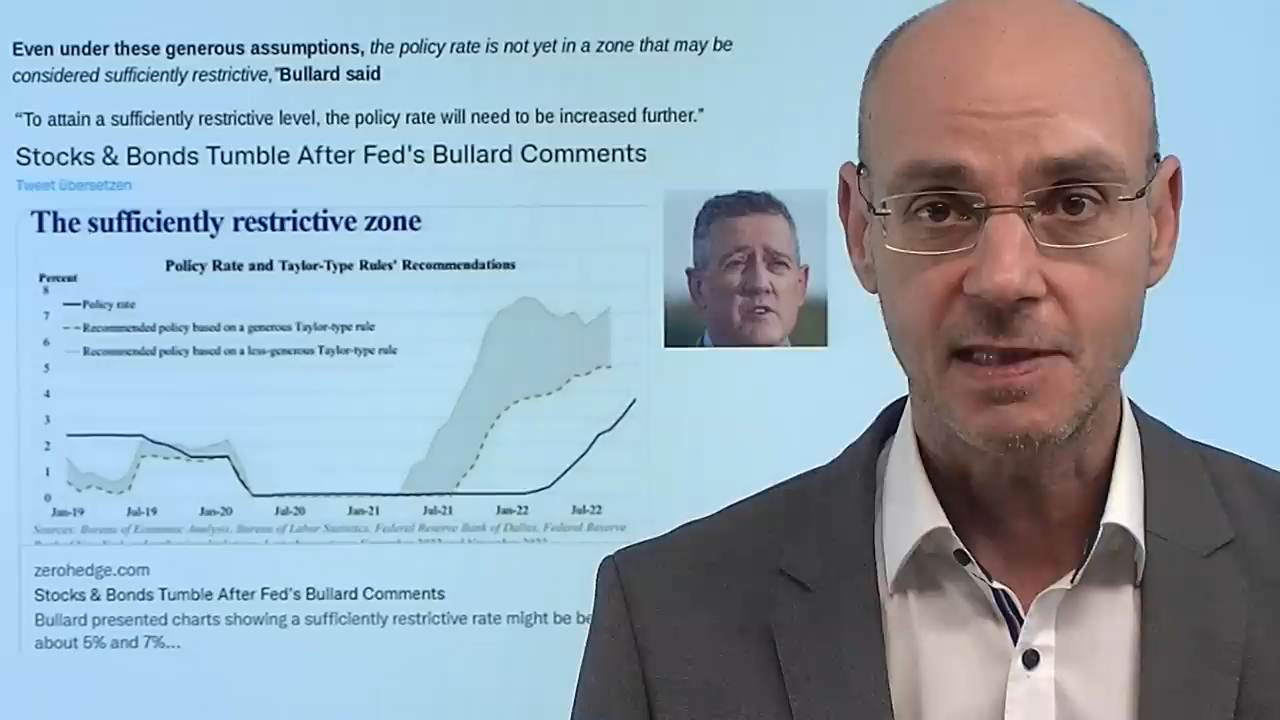 Even under these generous assumptions, the policy rate is not yet in a zone that may be
considered sufficiently restrictive,"Bullard said
“To attain a sufficiently restrictive level, the policy rate will need to be increased further.”
Stocks & Bonds Tumble After Fed's Bullard Comments
Tweet übersetzen
The sufficiently restrictive zone
Policy Rate and Taylor-Type Rules' Recommendations
Percent
8
7
6
5
4
3
2
1
0
Policy rate
Recommended policy based on a generous Taylor-type rule
Recommended policy based on a less-generous Taylor-type rule
Jan-19 Jul-19 Jan-20 Jul-20 Jan-21 Jul-21 Jan-22 Jul-22
Sources: Bureau of Economic Analysis, Bureau of Labor Statistics, Federal Reserve Bank of Dallas, Federal Reserve
zerohedge.com
Stocks & Bonds Tumble After Fed's Bullard Comments
Bullard presented charts showing a sufficiently restrictive rate might be be
about 5% and 7%...